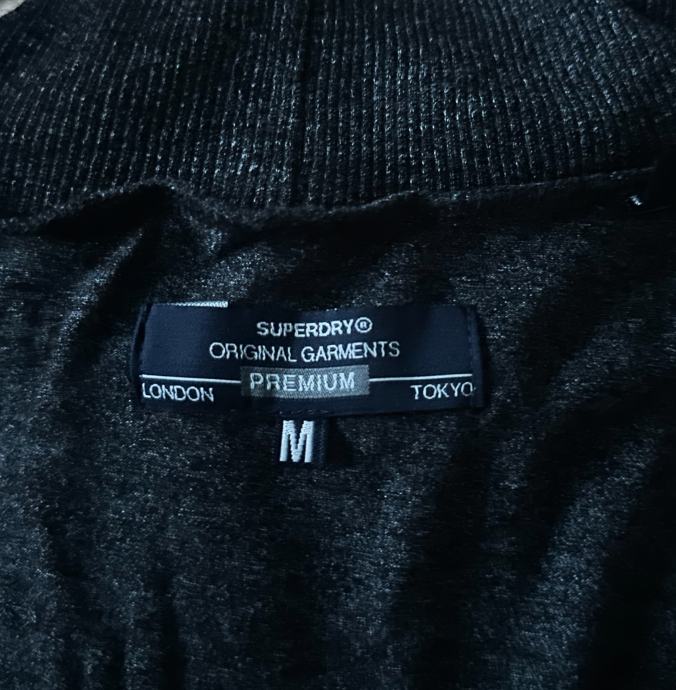 SUPERDRY®
ORIGINAL GARMENTS
LONDON PREMIUM TOKYO
M